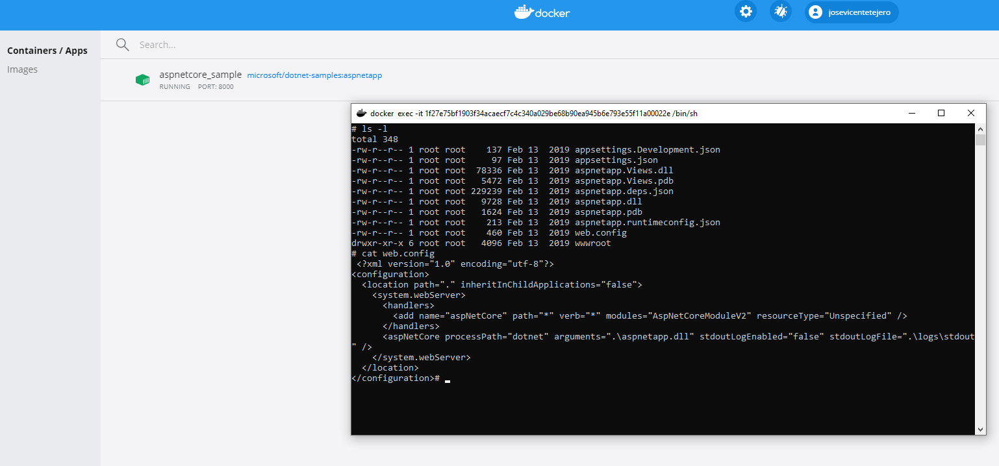 docker
josevicentetejero
Containers / Apps
Search...
Images
aspnetcore_sample microsoft/dotnet-samples:aspnetapp
RUNNING PORT: 8000
docker exec -it 1f27e75bf1903f34acaecf7c4c340a029be68b90ea945b6e793e55f11a00022e /bin/sh
# ls -l
total 348
-rw-r--r-- 1 root root    137 Feb 13  2019 appsettings.Development.json
-rw-r--r-- 1 root root     97 Feb 13  2019 appsettings.json
-rw-r--r-- 1 root root  78336 Feb 13  2019 aspnetapp.Views.dll
-rw-r--r-- 1 root root   5472 Feb 13  2019 aspnetapp.Views.pdb
-rw-r--r-- 1 root root 229239 Feb 13  2019 aspnetapp.deps.json
-rw-r--r-- 1 root root   9728 Feb 13  2019 aspnetapp.dll
-rw-r--r-- 1 root root   1624 Feb 13  2019 aspnetapp.pdb
-rw-r--r-- 1 root root    213 Feb 13  2019 aspnetapp.runtimeconfig.json
-rw-r--r-- 1 root root    460 Feb 13  2019 web.config
drwxr-xr-x 6 root root   4096 Feb 13  2019 wwwroot
# cat web.config
<?xml version="1.0" encoding="utf-8"?>
<configuration>
  <location path="." inheritInChildApplications="false">
    <system.webServer>
      <handlers>
        <add name="aspNetCore" path="*" verb="*" modules="AspNetCoreModuleV2" resourceType="Unspecified" />
      </handlers>
      <aspNetCore processPath="dotnet" arguments=".\aspnetapp.dll" stdoutLogEnabled="false" stdoutLogFile=".\logs\stdout
" />
    </system.webServer>
  </location>
</configuration>#